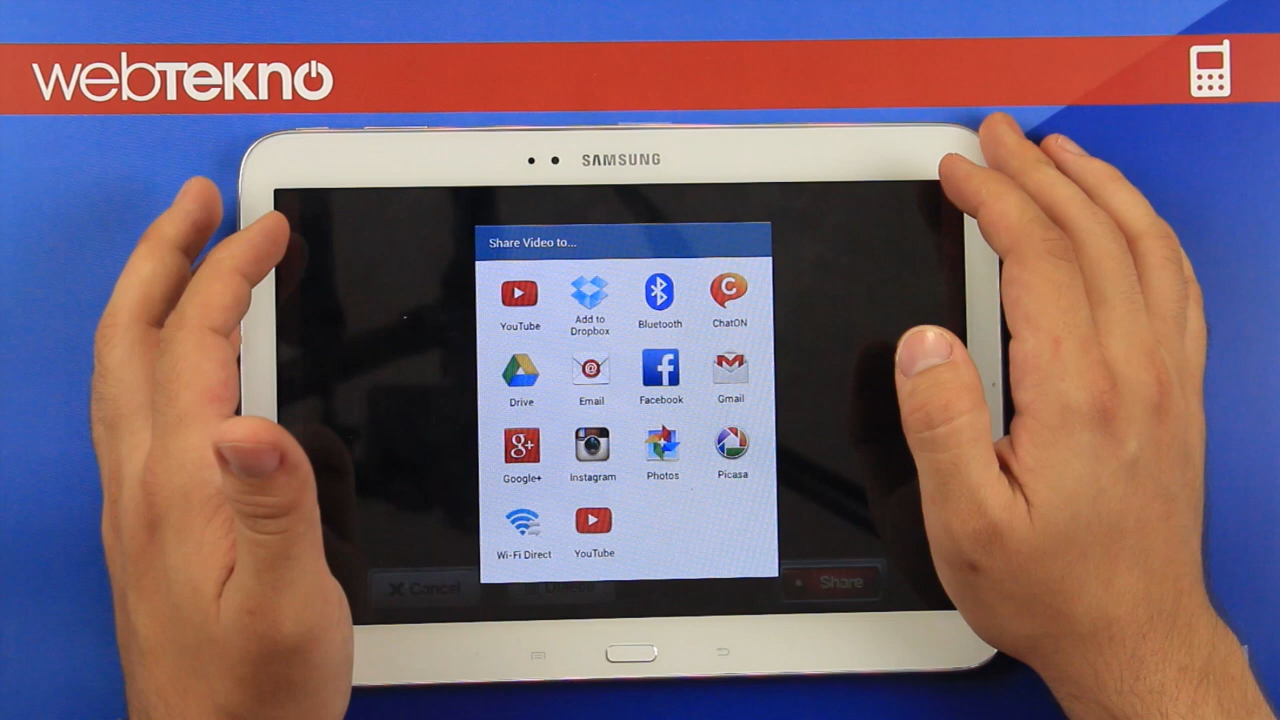 webTEKNO
SAMSUNG
Share Video to...
YouTube
Add to
Dropbox
Bluetooth
ChatON
Drive
Email
Facebook
Gmail
Google+
Instagram
Photos
Picasa
Wi-Fi Direct
YouTube
Cancel
Share